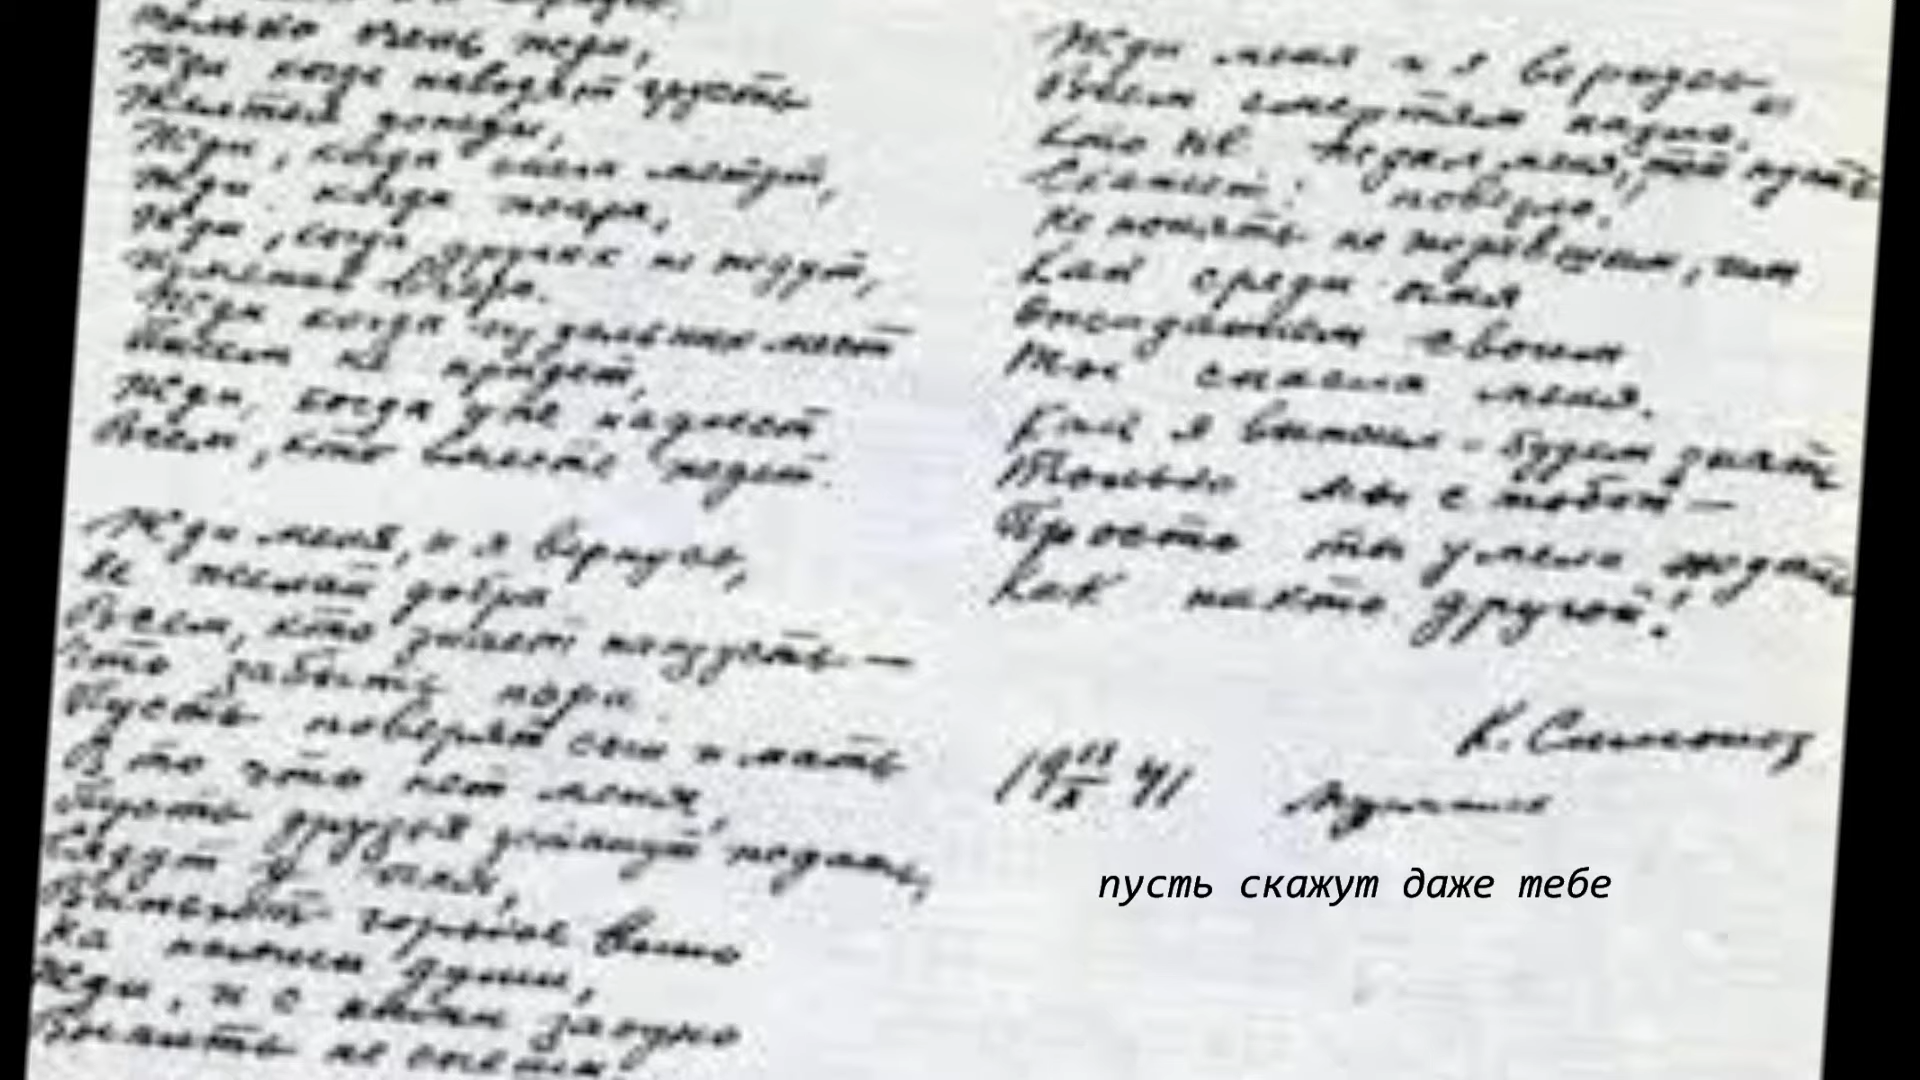 Только очень жди,
Жди когда наводят грусть
Желтые дожди,
Жди, когда снега метут,
Жди когда жара,
Жди, когда других не ждут,
Изменив вчера.
Жди когда из дальних мест
Писем не придет,
Жди, когда уже надоест
Всем, кто вместе ждет.
Жди меня, и я вернусь,
Не желай добра
Всем, кто знает наизусть —
Что забыть пора.
Пусть поверят сын и мать
В то что нет меня,
Пусть друзья устанут ждать,
Сядут у огня,
Выпьют горькое вино
На помин души,
Жди, и с ними заодно
Выпить не спеши.
Жди меня и я вернусь
Всем смертям назло.
Кто не ждал меня, тот пусть
Скажет: повезло.
Не понять не ждавшим, им
Как среди огня
Ожиданием своим
Ты спасла меня.
Как я выжил – будем знать
Только мы с тобой —
Просто ты умела ждать
Как никто другой!
К. Симонов
19 41
пусть скажут даже тебе